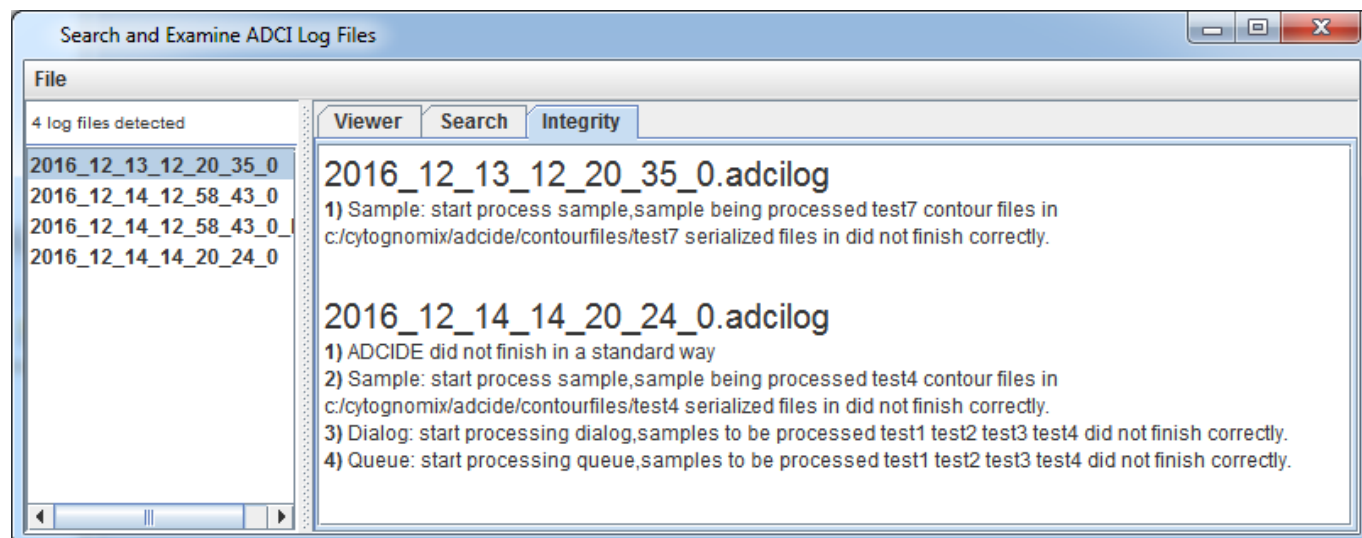 Search and Examine ADCI Log Files
File
4 log files detected
2016_12_13_12_20_35_0
2016_12_14_12_58_43_0
2016_12_14_12_58_43_0_
2016_12_14_14_20_24_0
Viewer Search Integrity
2016_12_13_12_20_35_0.adcilog
1) Sample: start process sample,sample being processed test7 contour files in
c:/cytognomix/adcide/contourfiles/test7 serialized files in did not finish correctly.
2016_12_14_14_20_24_0.adcilog
1) ADCIDE did not finish in a standard way
2) Sample: start process sample,sample being processed test4 contour files in
c:/cytognomix/adcide/contourfiles/test4 serialized files in did not finish correctly.
3) Dialog: start processing dialog,samples to be processed test1 test2 test3 test4 did not finish correctly.
4) Queue: start processing queue,samples to be processed test1 test2 test3 test4 did not finish correctly.